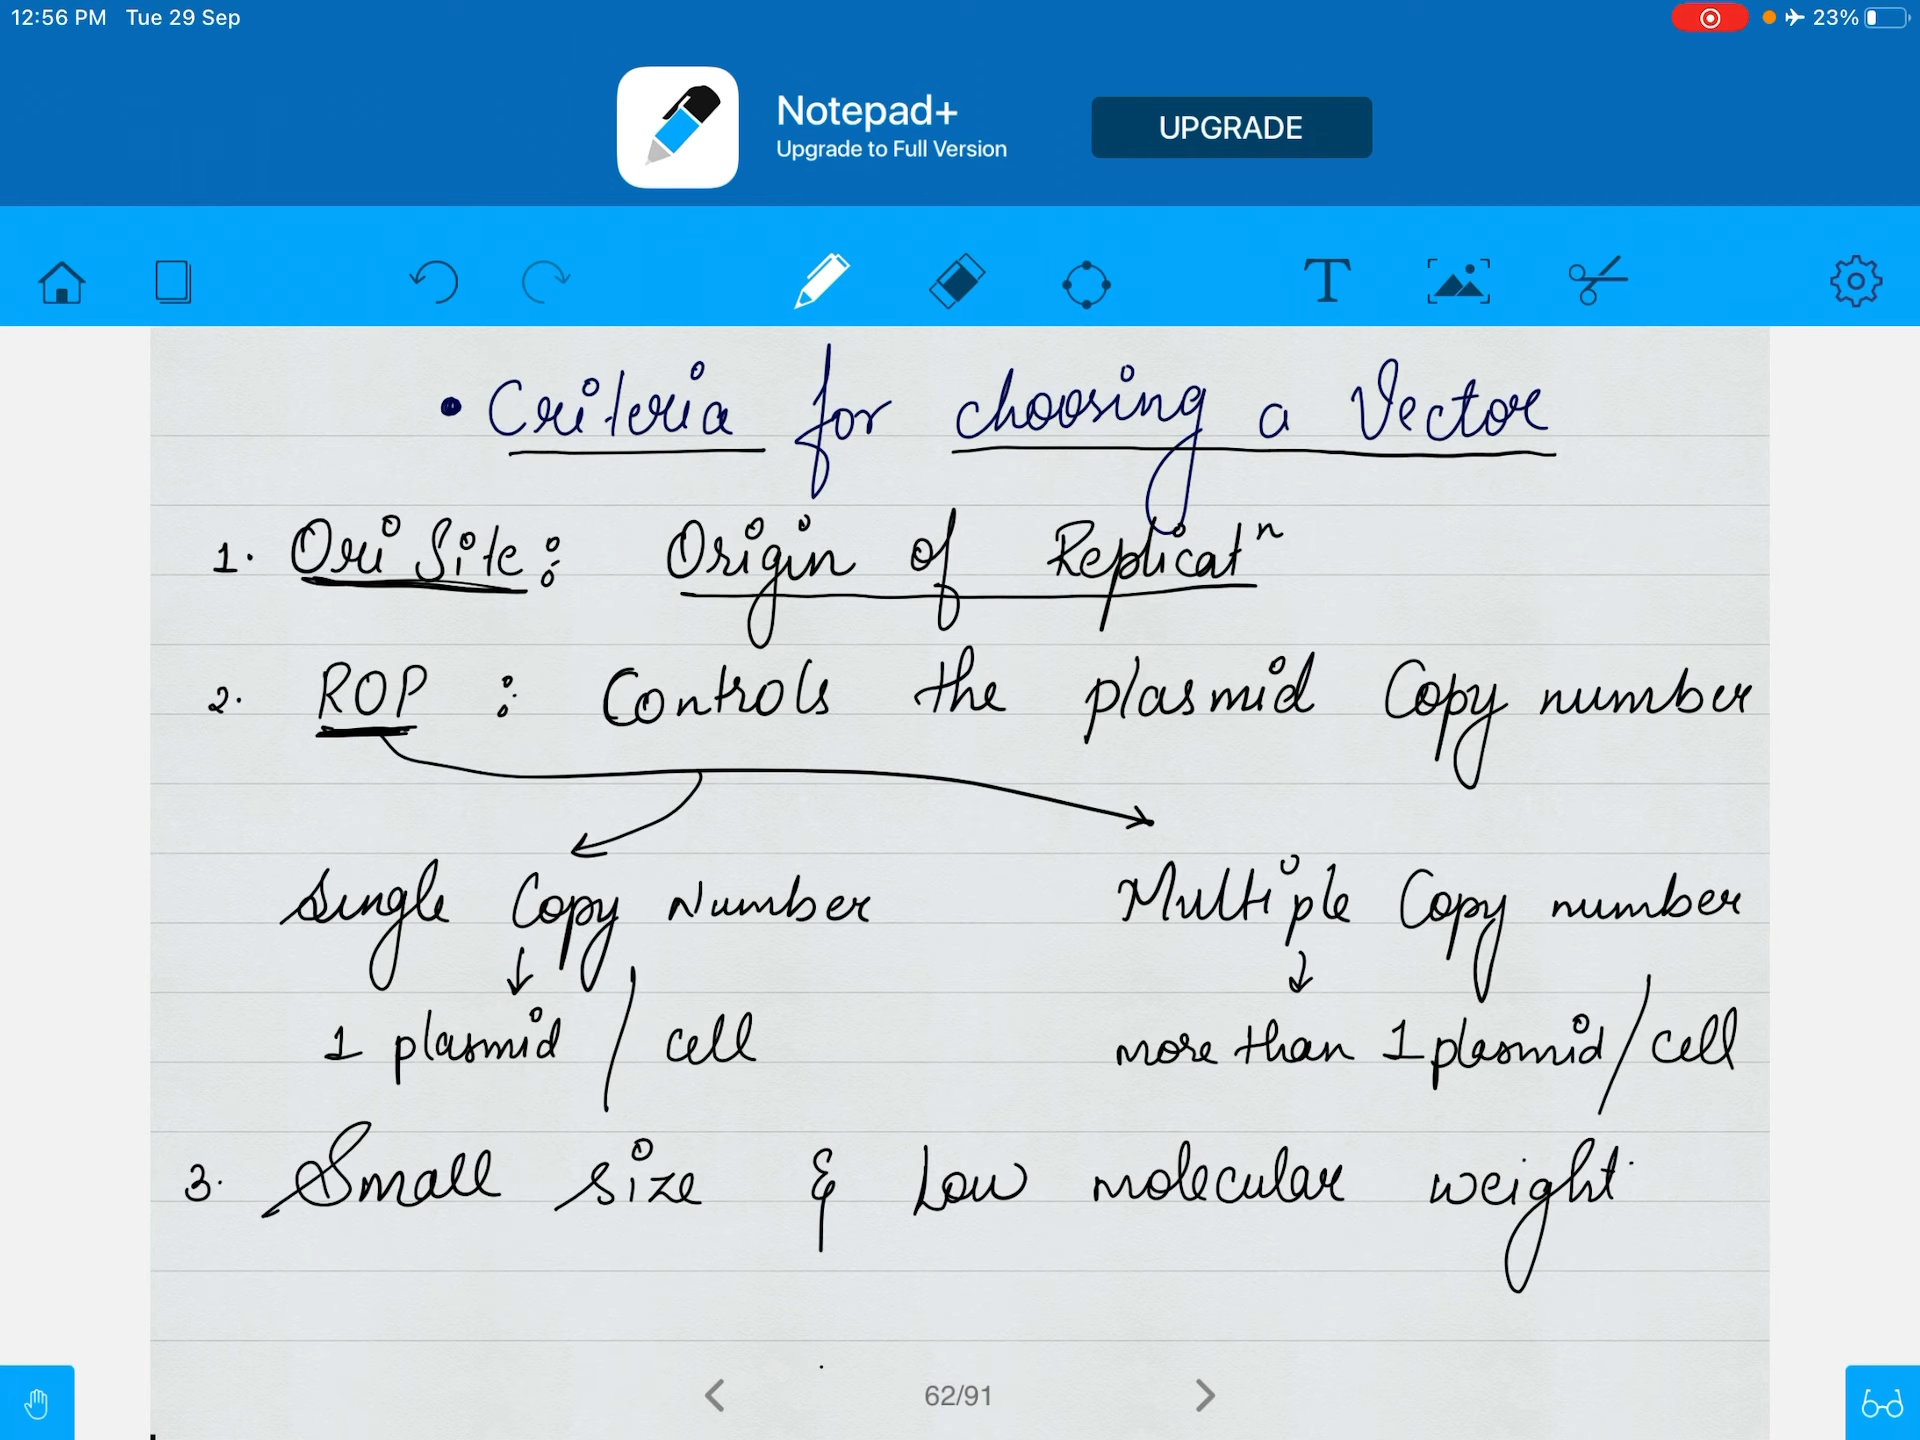 12:56 PM Tue 29 Sep
23%
Notepad+
Upgrade to Full Version
UPGRADE
T
• Criteria for choosing a Vector
1. Ori Site: Origin of Replicatⁿ
2. ROP : Controls the plasmid Copy number
Single Copy Number
Multiple Copy number
↓
↓
1 plasmid / cell
more than 1 plasmid / cell
3. Small size & Low molecular weight.
62/91